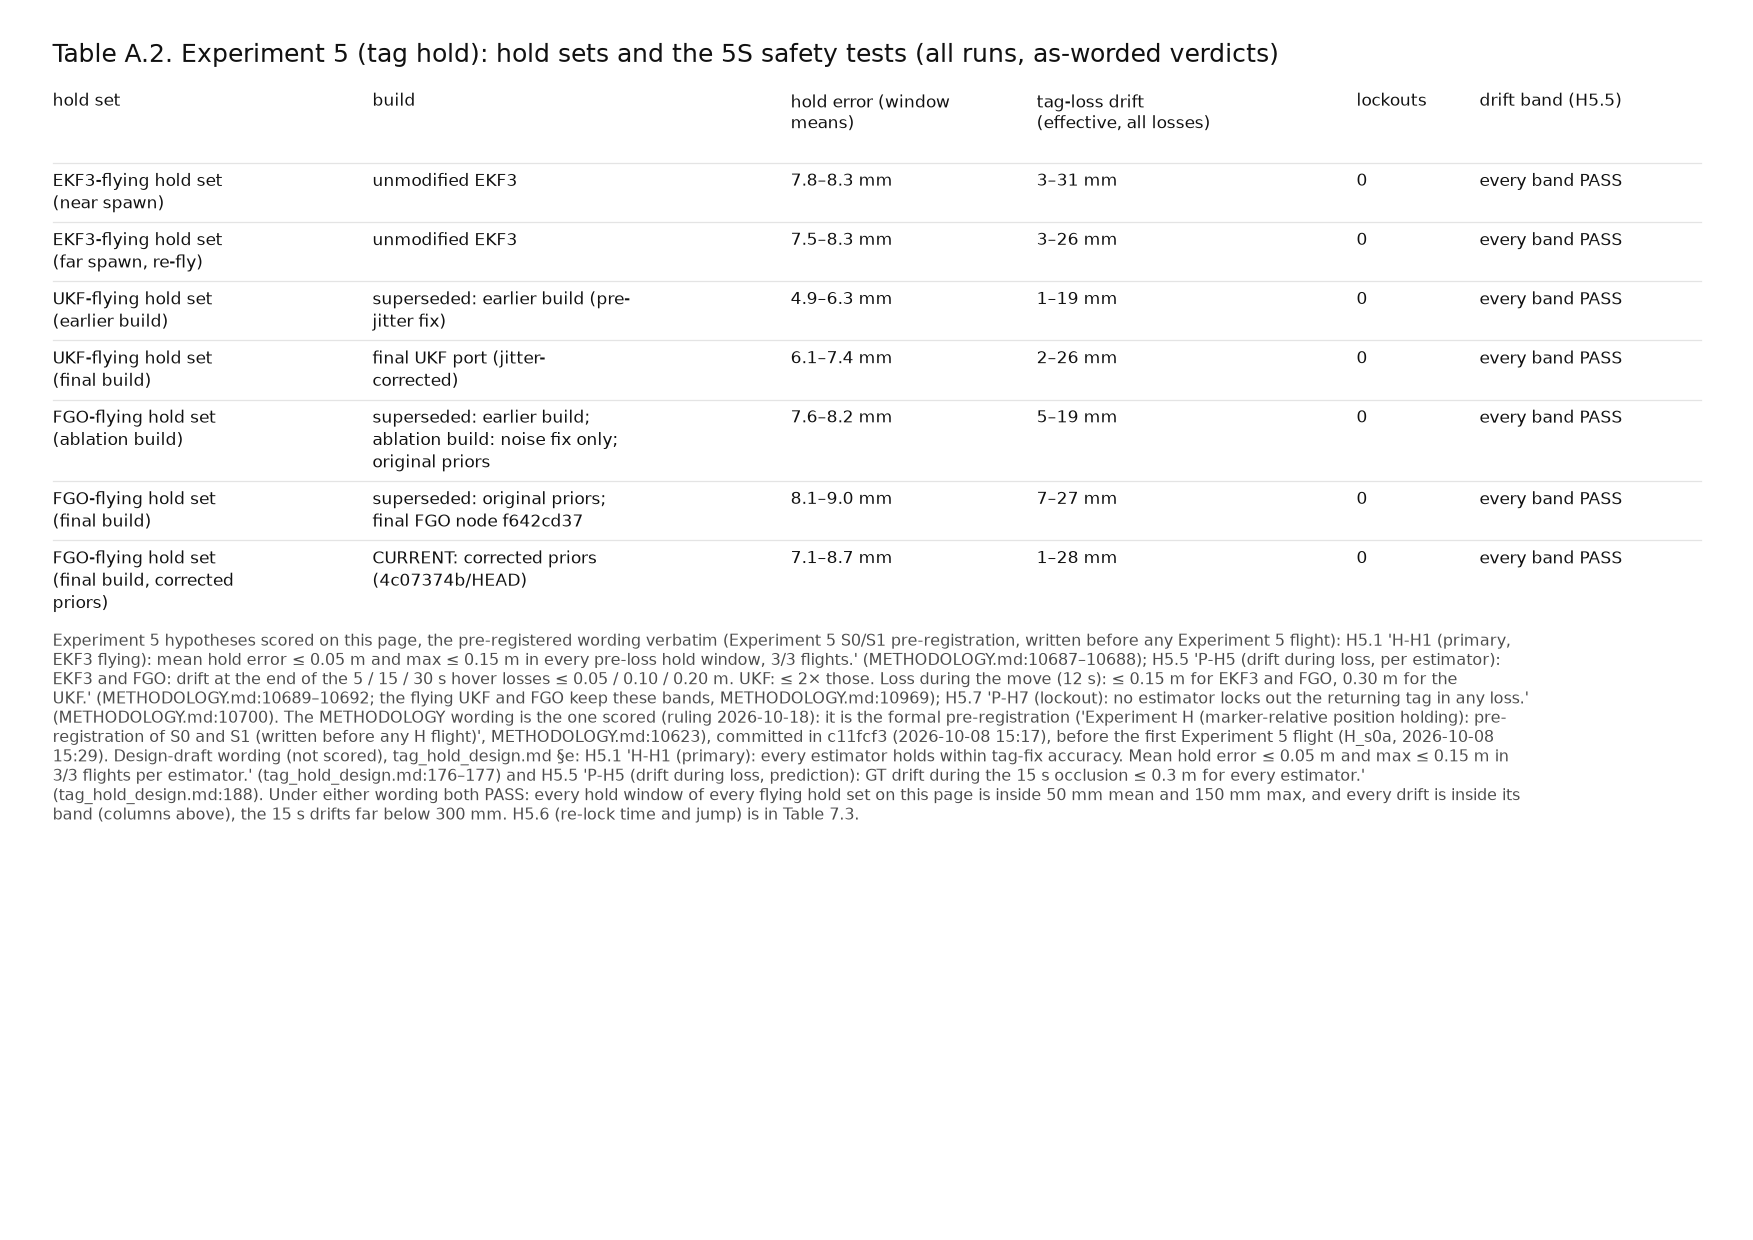 Table A.2. Experiment 5 (tag hold): hold sets and the 5S safety tests (all runs, as-worded verdicts)
hold set build hold error (window means) tag-loss drift (effective, all losses) lockouts drift band (H5.5)
EKF3-flying hold set (near spawn) unmodified EKF3 7.8–8.3 mm 3–31 mm 0 every band PASS
EKF3-flying hold set (far spawn, re-fly) unmodified EKF3 7.5–8.3 mm 3–26 mm 0 every band PASS
UKF-flying hold set (earlier build) superseded: earlier build (pre-jitter fix) 4.9–6.3 mm 1–19 mm 0 every band PASS
UKF-flying hold set (final build) final UKF port (jitter-corrected) 6.1–7.4 mm 2–26 mm 0 every band PASS
FGO-flying hold set (ablation build) superseded: earlier build; ablation build: noise fix only; original priors 7.6–8.2 mm 5–19 mm 0 every band PASS
FGO-flying hold set (final build) superseded: original priors; final FGO node f642cd37 8.1–9.0 mm 7–27 mm 0 every band PASS
FGO-flying hold set (final build, corrected priors) CURRENT: corrected priors (4c07374b/HEAD) 7.1–8.7 mm 1–28 mm 0 every band PASS
Experiment 5 hypotheses scored on this page, the pre-registered wording verbatim (Experiment 5 S0/S1 pre-registration, written before any Experiment 5 flight): H5.1 'H-H1 (primary,
EKF3 flying): mean hold error ≤ 0.05 m and max ≤ 0.15 m in every pre-loss hold window, 3/3 flights.' (METHODOLOGY.md:10687–10688); H5.5 'P-H5 (drift during loss, per estimator):
EKF3 and FGO: drift at the end of the 5 / 15 / 30 s hover losses ≤ 0.05 / 0.10 / 0.20 m. UKF: ≤ 2× those. Loss during the move (12 s): ≤ 0.15 m for EKF3 and FGO, 0.30 m for the
UKF.' (METHODOLOGY.md:10689–10692; the flying UKF and FGO keep these bands, METHODOLOGY.md:10969); H5.7 'P-H7 (lockout): no estimator locks out the returning tag in any loss.'
(METHODOLOGY.md:10700). The METHODOLOGY wording is the one scored (ruling 2026-10-18): it is the formal pre-registration ('Experiment H (marker-relative position holding): pre-
registration of S0 and S1 (written before any H flight)', METHODOLOGY.md:10623), committed in c11fcf3 (2026-10-08 15:17), before the first Experiment 5 flight (H_s0a, 2026-10-08
15:29). Design-draft wording (not scored), tag_hold_design.md §e: H5.1 'H-H1 (primary): every estimator holds within tag-fix accuracy. Mean hold error ≤ 0.05 m and max ≤ 0.15 m in
3/3 flights per estimator.' (tag_hold_design.md:176–177) and H5.5 'P-H5 (drift during loss, prediction): GT drift during the 15 s occlusion ≤ 0.3 m for every estimator.'
(tag_hold_design.md:188). Under either wording both PASS: every hold window of every flying hold set on this page is inside 50 mm mean and 150 mm max, and every drift is inside its
band (columns above), the 15 s drifts far below 300 mm. H5.6 (re-lock time and jump) is in Table 7.3.